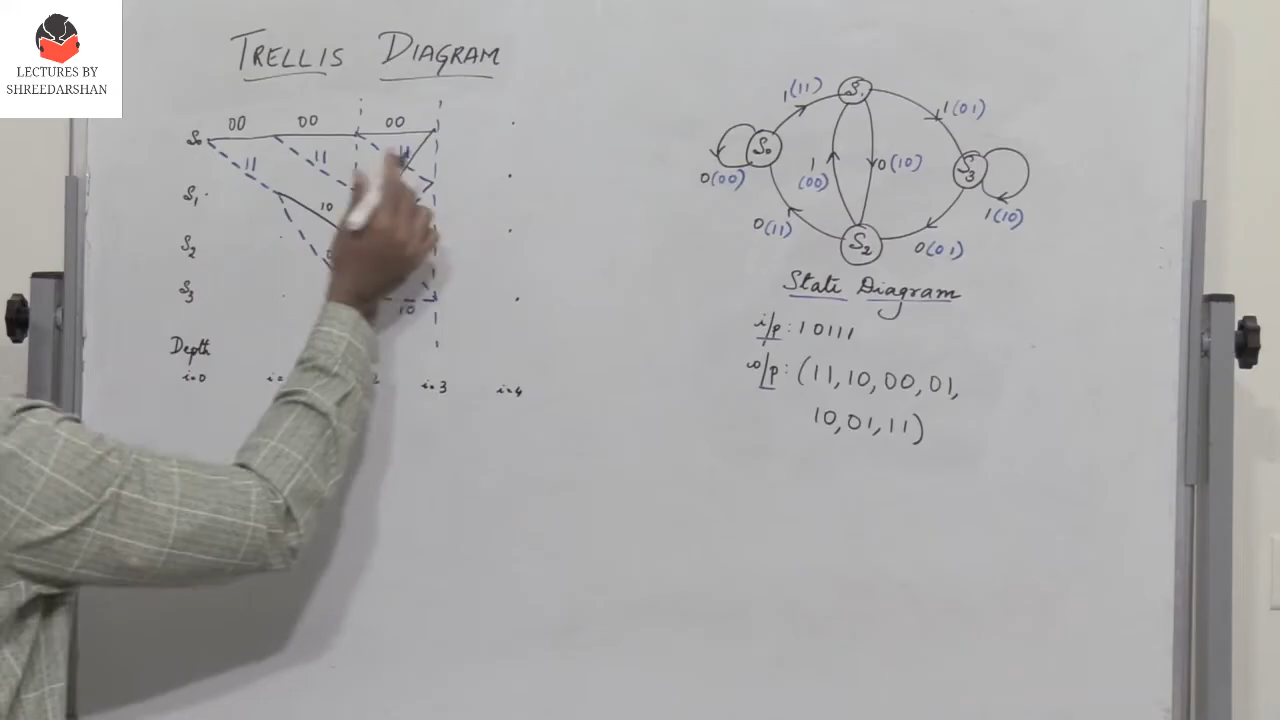 LECTURES BY
SHREEDARSHAN
TRELLIS DIAGRAM
00 00 00
S₀
11 11 11
S₁
10
S₂
S₃
10
Depth
i=0 i=3 i=4
S₁
1(11)
1(01)
S₀
0(00)
1(00)
0(10)
S₃
1(10)
0(11)
S₂
0(01)
State Diagram
i/p: 10111
o/p: (11,10,00,01,
10,01,11)